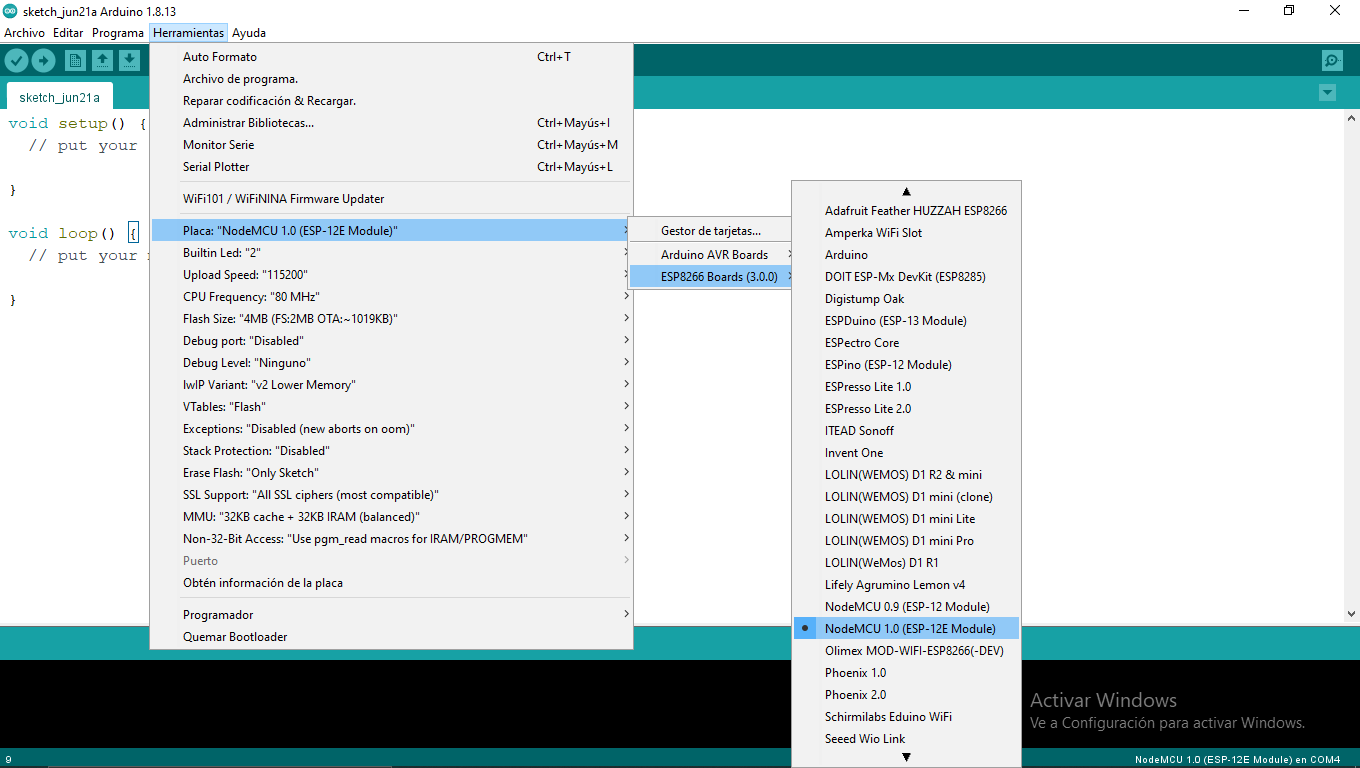 sketch_jun21a Arduino 1.8.13
Archivo Editar Programa Herramientas Ayuda
sketch_jun21a
void setup() {
// put your
}
void loop() {
// put your
}
Auto Formato Ctrl+T
Archivo de programa.
Reparar codificación & Recargar.
Administrar Bibliotecas... Ctrl+Mayús+I
Monitor Serie Ctrl+Mayús+M
Serial Plotter Ctrl+Mayús+L
WiFi101 / WiFiNINA Firmware Updater
Placa: "NodeMCU 1.0 (ESP-12E Module)"
Builtin Led: "2"
Upload Speed: "115200"
CPU Frequency: "80 MHz"
Flash Size: "4MB (FS:2MB OTA:~1019KB)"
Debug port: "Disabled"
Debug Level: "Ninguno"
lwIP Variant: "v2 Lower Memory"
VTables: "Flash"
Exceptions: "Disabled (new aborts on oom)"
Stack Protection: "Disabled"
Erase Flash: "Only Sketch"
SSL Support: "All SSL ciphers (most compatible)"
MMU: "32KB cache + 32KB IRAM (balanced)"
Non-32-Bit Access: "Use pgm_read macros for IRAM/PROGMEM"
Puerto
Obtén información de la placa
Programador
Quemar Bootloader
Gestor de tarjetas...
Arduino AVR Boards
ESP8266 Boards (3.0.0)
Adafruit Feather HUZZAH ESP8266
Amperka WiFi Slot
Arduino
DOIT ESP-Mx DevKit (ESP8285)
Digistump Oak
ESPDuino (ESP-13 Module)
ESPectro Core
ESPino (ESP-12 Module)
ESPresso Lite 1.0
ESPresso Lite 2.0
ITEAD Sonoff
Invent One
LOLIN(WEMOS) D1 R2 & mini
LOLIN(WEMOS) D1 mini (clone)
LOLIN(WEMOS) D1 mini Lite
LOLIN(WEMOS) D1 mini Pro
LOLIN(WeMos) D1 R1
Lifely Agrumino Lemon v4
NodeMCU 0.9 (ESP-12 Module)
NodeMCU 1.0 (ESP-12E Module)
Olimex MOD-WIFI-ESP8266(-DEV)
Phoenix 1.0
Phoenix 2.0
Schirmilabs Eduino WiFi
Seeed Wio Link
Activar Windows
Ve a Configuración para activar Windows.
9
NodeMCU 1.0 (ESP-12E Module) en COM4